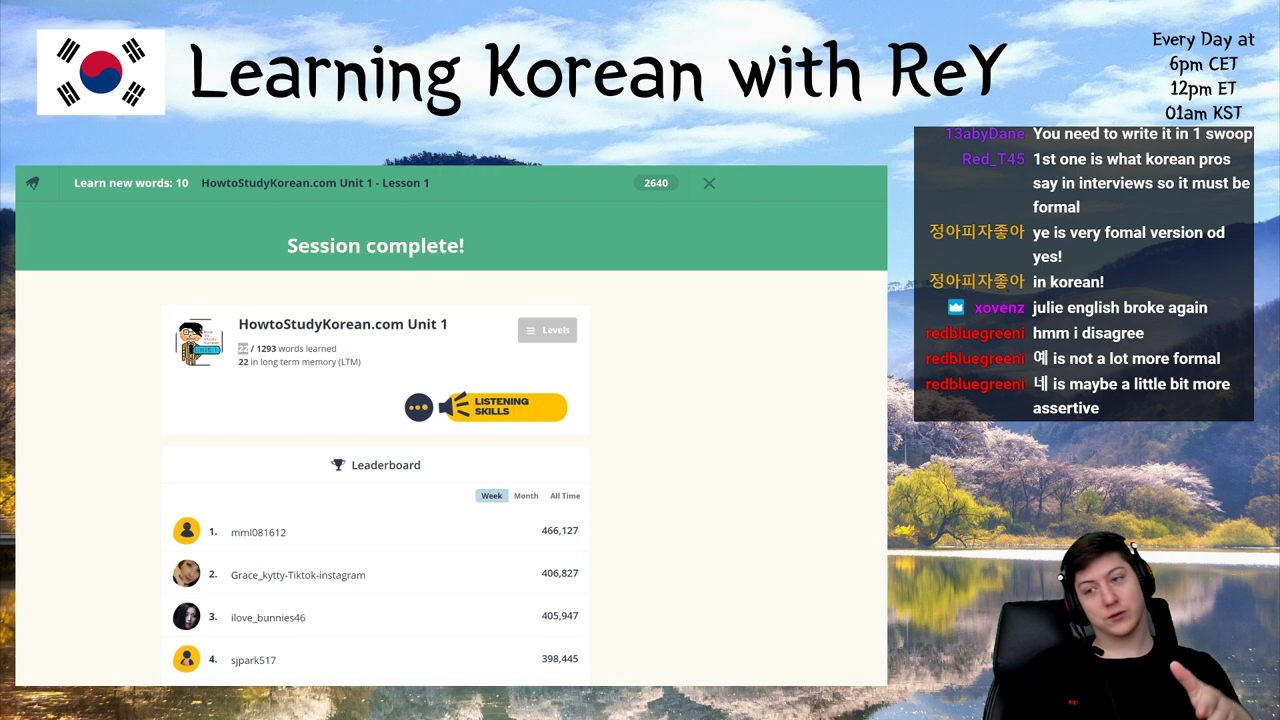 Learning Korean with ReY
Every Day at
6pm CET
12pm ET
01am KST
13abyDane You need to write it in 1 swoop
Red_T45 1st one is what korean pros
say in interviews so it must be
formal
정아피자좋아 ye is very fomal version od
yes!
정아피자좋아 in korean!
xovenz julie english broke again
redbluegreeni hmm i disagree
redbluegreeni 예 is not a lot more formal
redbluegreeni 네 is maybe a little bit more
assertive
Learn new words: 10 HowtoStudyKorean.com Unit 1 - Lesson 1 2640
Session complete!
HowtoStudyKorean.com Unit 1
Levels
22 / 1293 words learned
22 in long term memory (LTM)
LISTENING
SKILLS
Leaderboard
Week Month All Time
1. mml081612 466,127
2. Grace_kytty-Tiktok-instagram 406,827
3. ilove_bunnies46 405,947
4. sjpark517 398,445